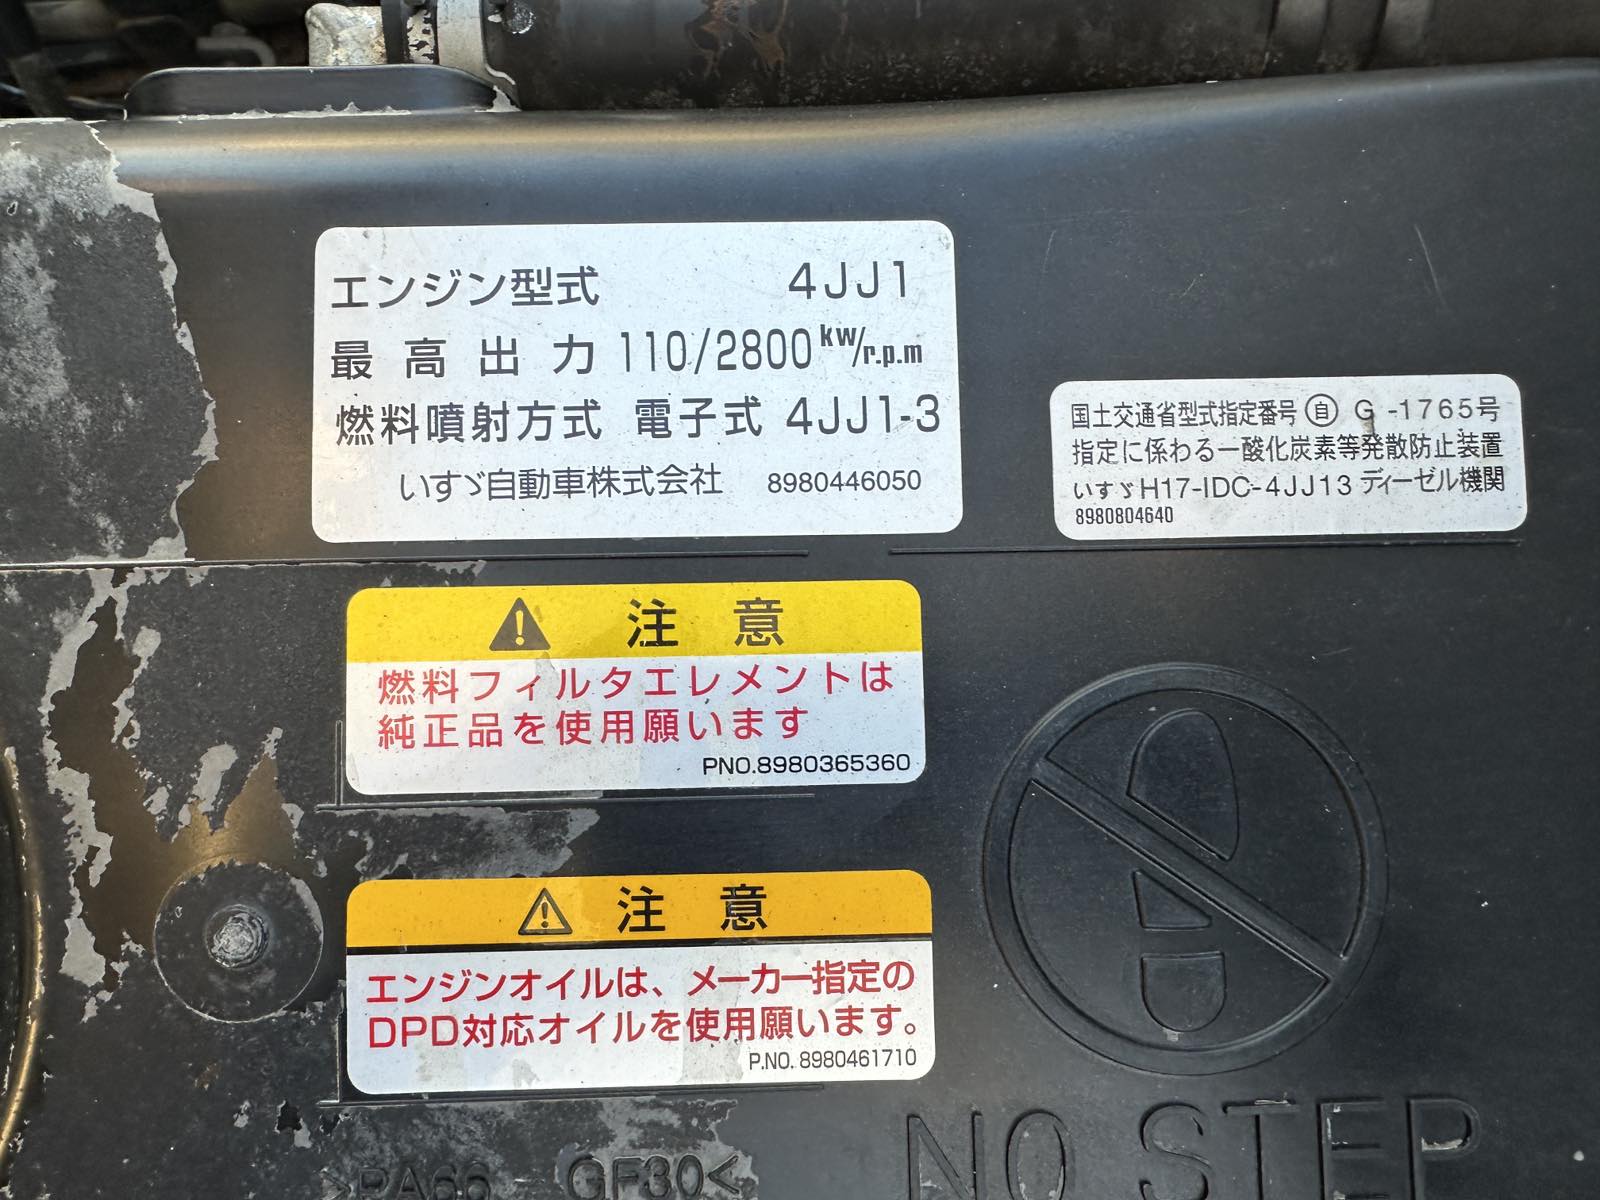 エンジン型式 4JJ1
最高出力 110/2800 kw/r.p.m
燃料噴射方式 電子式 4JJ1-3
いすゞ自動車株式会社 8980446050
国土交通省型式指定番号 自 G -1765号
指定に係わる一酸化炭素等発散防止装置
いすゞH17-IDC-4JJ13 ディーゼル機関
8980804640
注意
燃料フィルタエレメントは
純正品を使用願います
PNO.8980365360
注意
エンジンオイルは、メーカー指定の
DPD対応オイルを使用願います。
P.NO. 8980461710
NO STEP
>PA66 GF30<